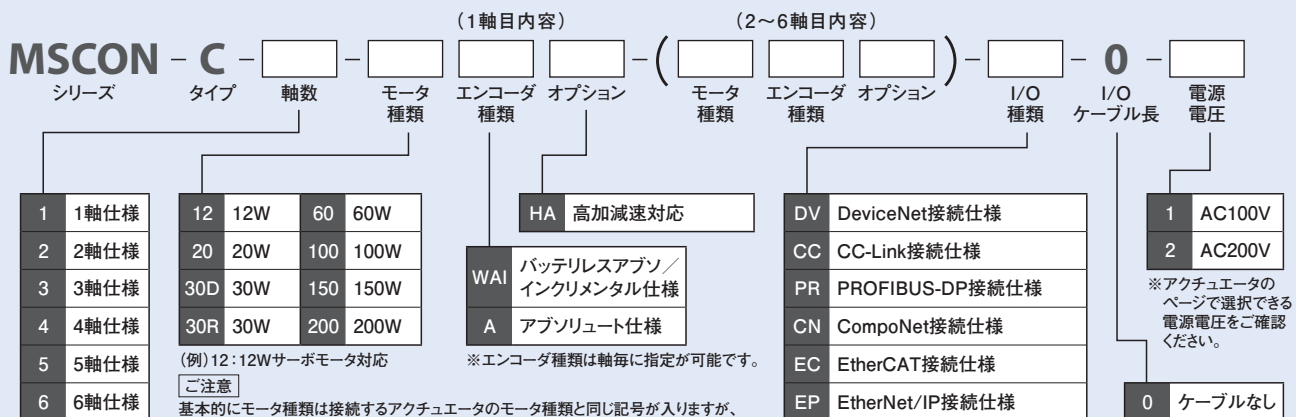 (1軸目内容)
(2～6軸目内容)
MSCON - C - - - ( ) - - 0 -
シリーズ
タイプ
軸数
モータ
種類
エンコーダ
種類
オプション
モータ
種類
エンコーダ
種類
オプション
I/O
種類
I/O
ケーブル長
電源
電圧
1 1軸仕様
2 2軸仕様
3 3軸仕様
4 4軸仕様
5 5軸仕様
6 6軸仕様
12 12W 60 60W
20 20W 100 100W
30D 30W 150 150W
30R 30W 200 200W
(例)12：12Wサーボモータ対応
ご注意
基本的にモータ種類は接続するアクチュエータのモータ種類と同じ記号が入りますが、
HA 高加減速対応
WAI バッテリレスアブソ／
インクリメンタル仕様
A アブソリュート仕様
※エンコーダ種類は軸毎に指定が可能です。
DV DeviceNet接続仕様
CC CC-Link接続仕様
PR PROFIBUS-DP接続仕様
CN CompoNet接続仕様
EC EtherCAT接続仕様
EP EtherNet/IP接続仕様
1 AC100V
2 AC200V
※アクチュエータの
ページで選択できる
電源電圧をご確認
ください。
0 ケーブルなし